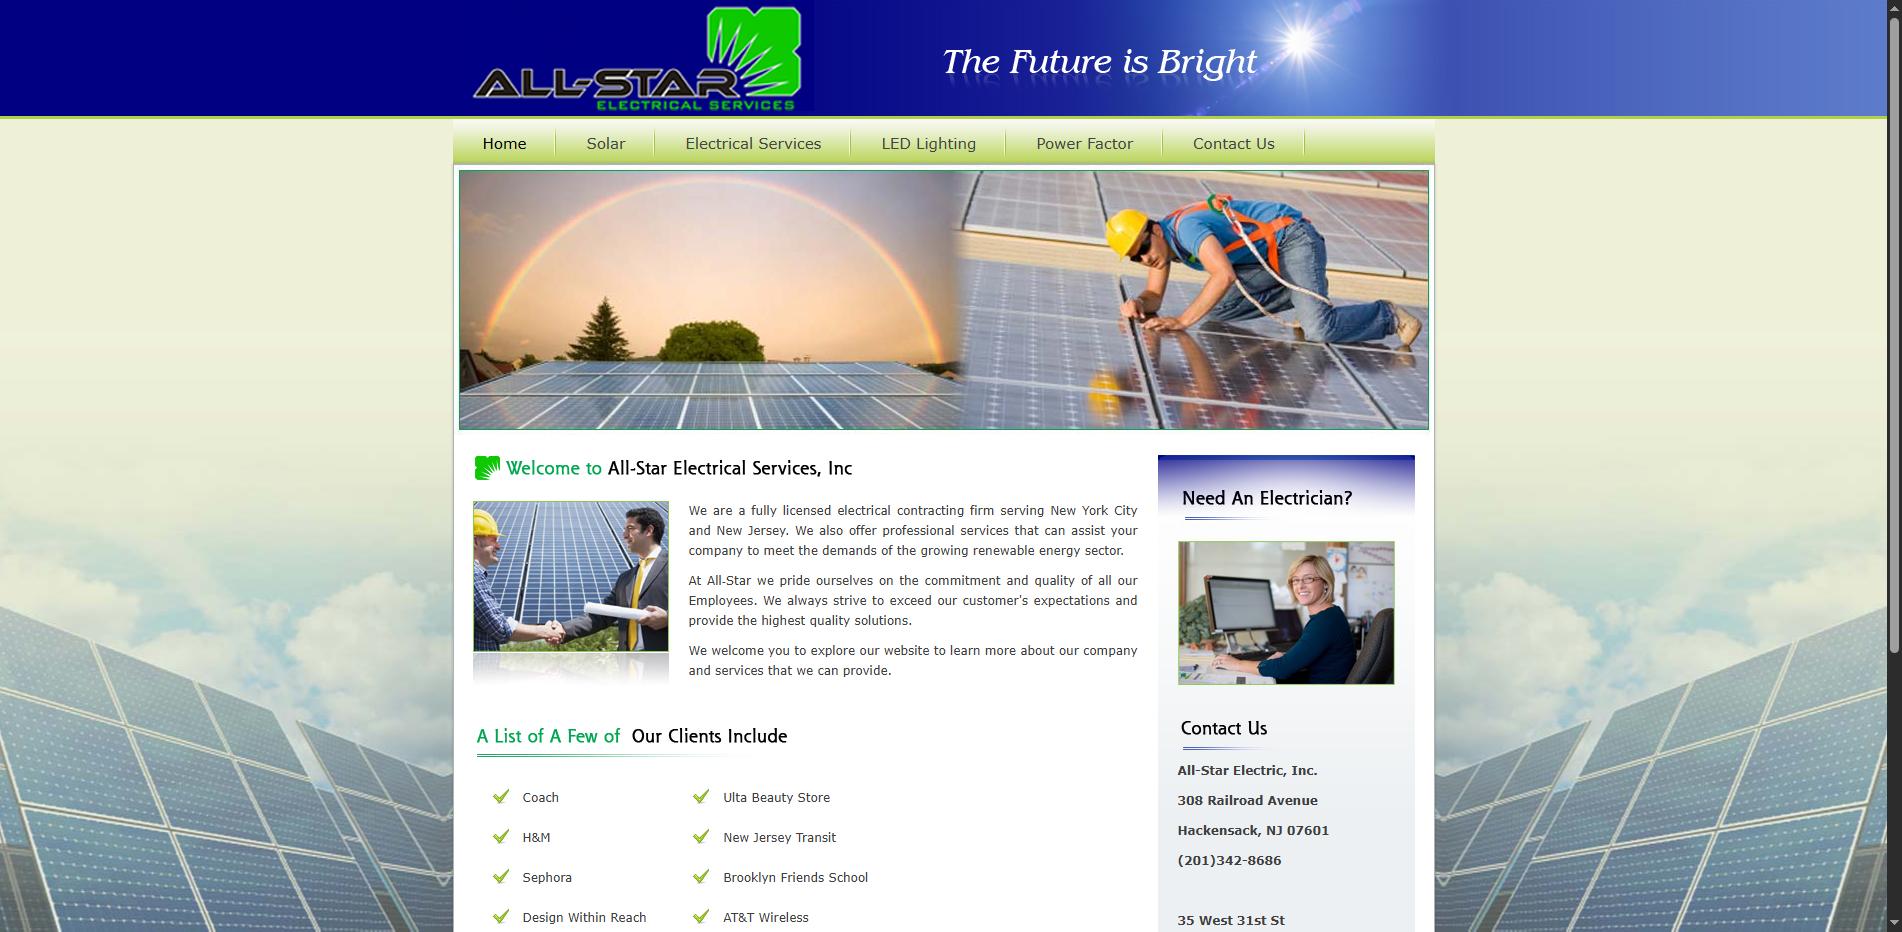 ALL-STAR
ELECTRICAL SERVICES
The Future is Bright
Home
Solar
Electrical Services
LED Lighting
Power Factor
Contact Us
Welcome to All-Star Electrical Services, Inc
We are a fully licensed electrical contracting firm serving New York City
and New Jersey. We also offer professional services that can assist your
company to meet the demands of the growing renewable energy sector.
At All-Star we pride ourselves on the commitment and quality of all our
Employees. We always strive to exceed our customer's expectations and
provide the highest quality solutions.
We welcome you to explore our website to learn more about our company
and services that we can provide.
A List of A Few of Our Clients Include
Coach
Ulta Beauty Store
H&M
New Jersey Transit
Sephora
Brooklyn Friends School
Design Within Reach
AT&T Wireless
Need An Electrician?
Contact Us
All-Star Electric, Inc.
308 Railroad Avenue
Hackensack, NJ 07601
(201)342-8686
35 West 31st St